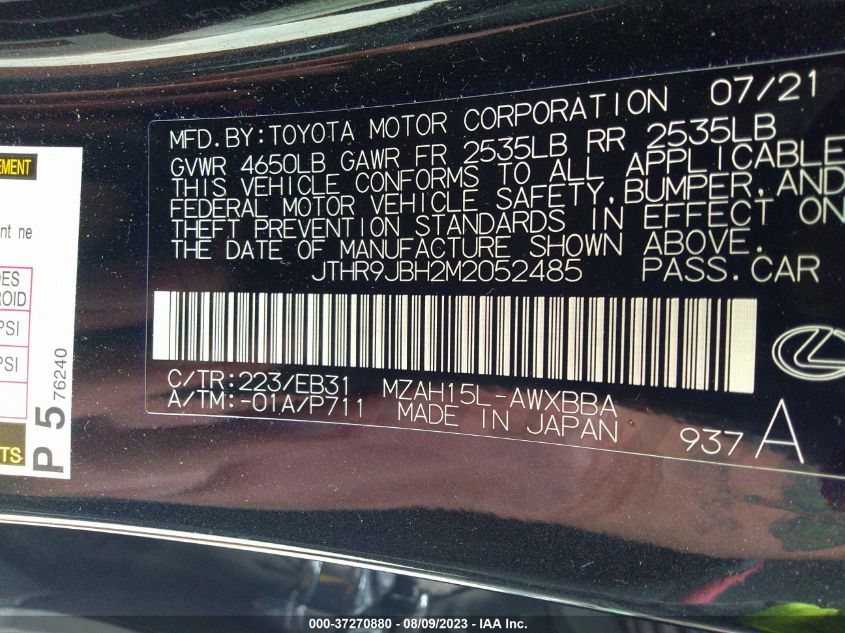 MFD.BY:TOYOTA MOTOR CORPORATION 07/21
GVWR 4650LB GAWR FR 2535LB RR 2535LB
THIS VEHICLE CONFORMS TO ALL APPLICABLE
FEDERAL MOTOR VEHICLE SAFETY,BUMPER,AND
THEFT PREVENTION STANDARDS IN EFFECT ON
THE DATE OF MANUFACTURE SHOWN ABOVE.
JTHR9JBH2M2052485 PASS.CAR
C/TR:223/EB31 MZAH15L-AWXBBA
A/TM:-01A/P711 MADE IN JAPAN
937 A
EMENT
nt ne
DES
ROID
PSI
PSI
TS
P 5 76240
000-37270880 - 08/09/2023 - IAA Inc.